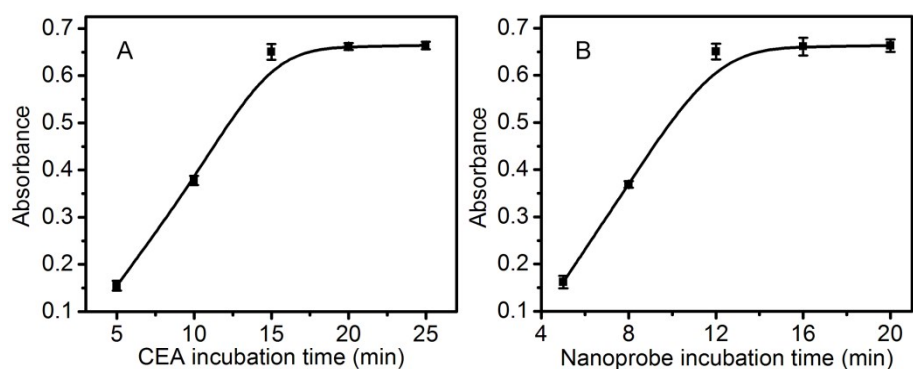 A
Absorbance
0.7
0.6
0.5
0.4
0.3
0.2
0.1
5 10 15 20 25
CEA incubation time (min)
B
Absorbance
0.7
0.6
0.5
0.4
0.3
0.2
0.1
4 8 12 16 20
Nanoprobe incubation time (min)